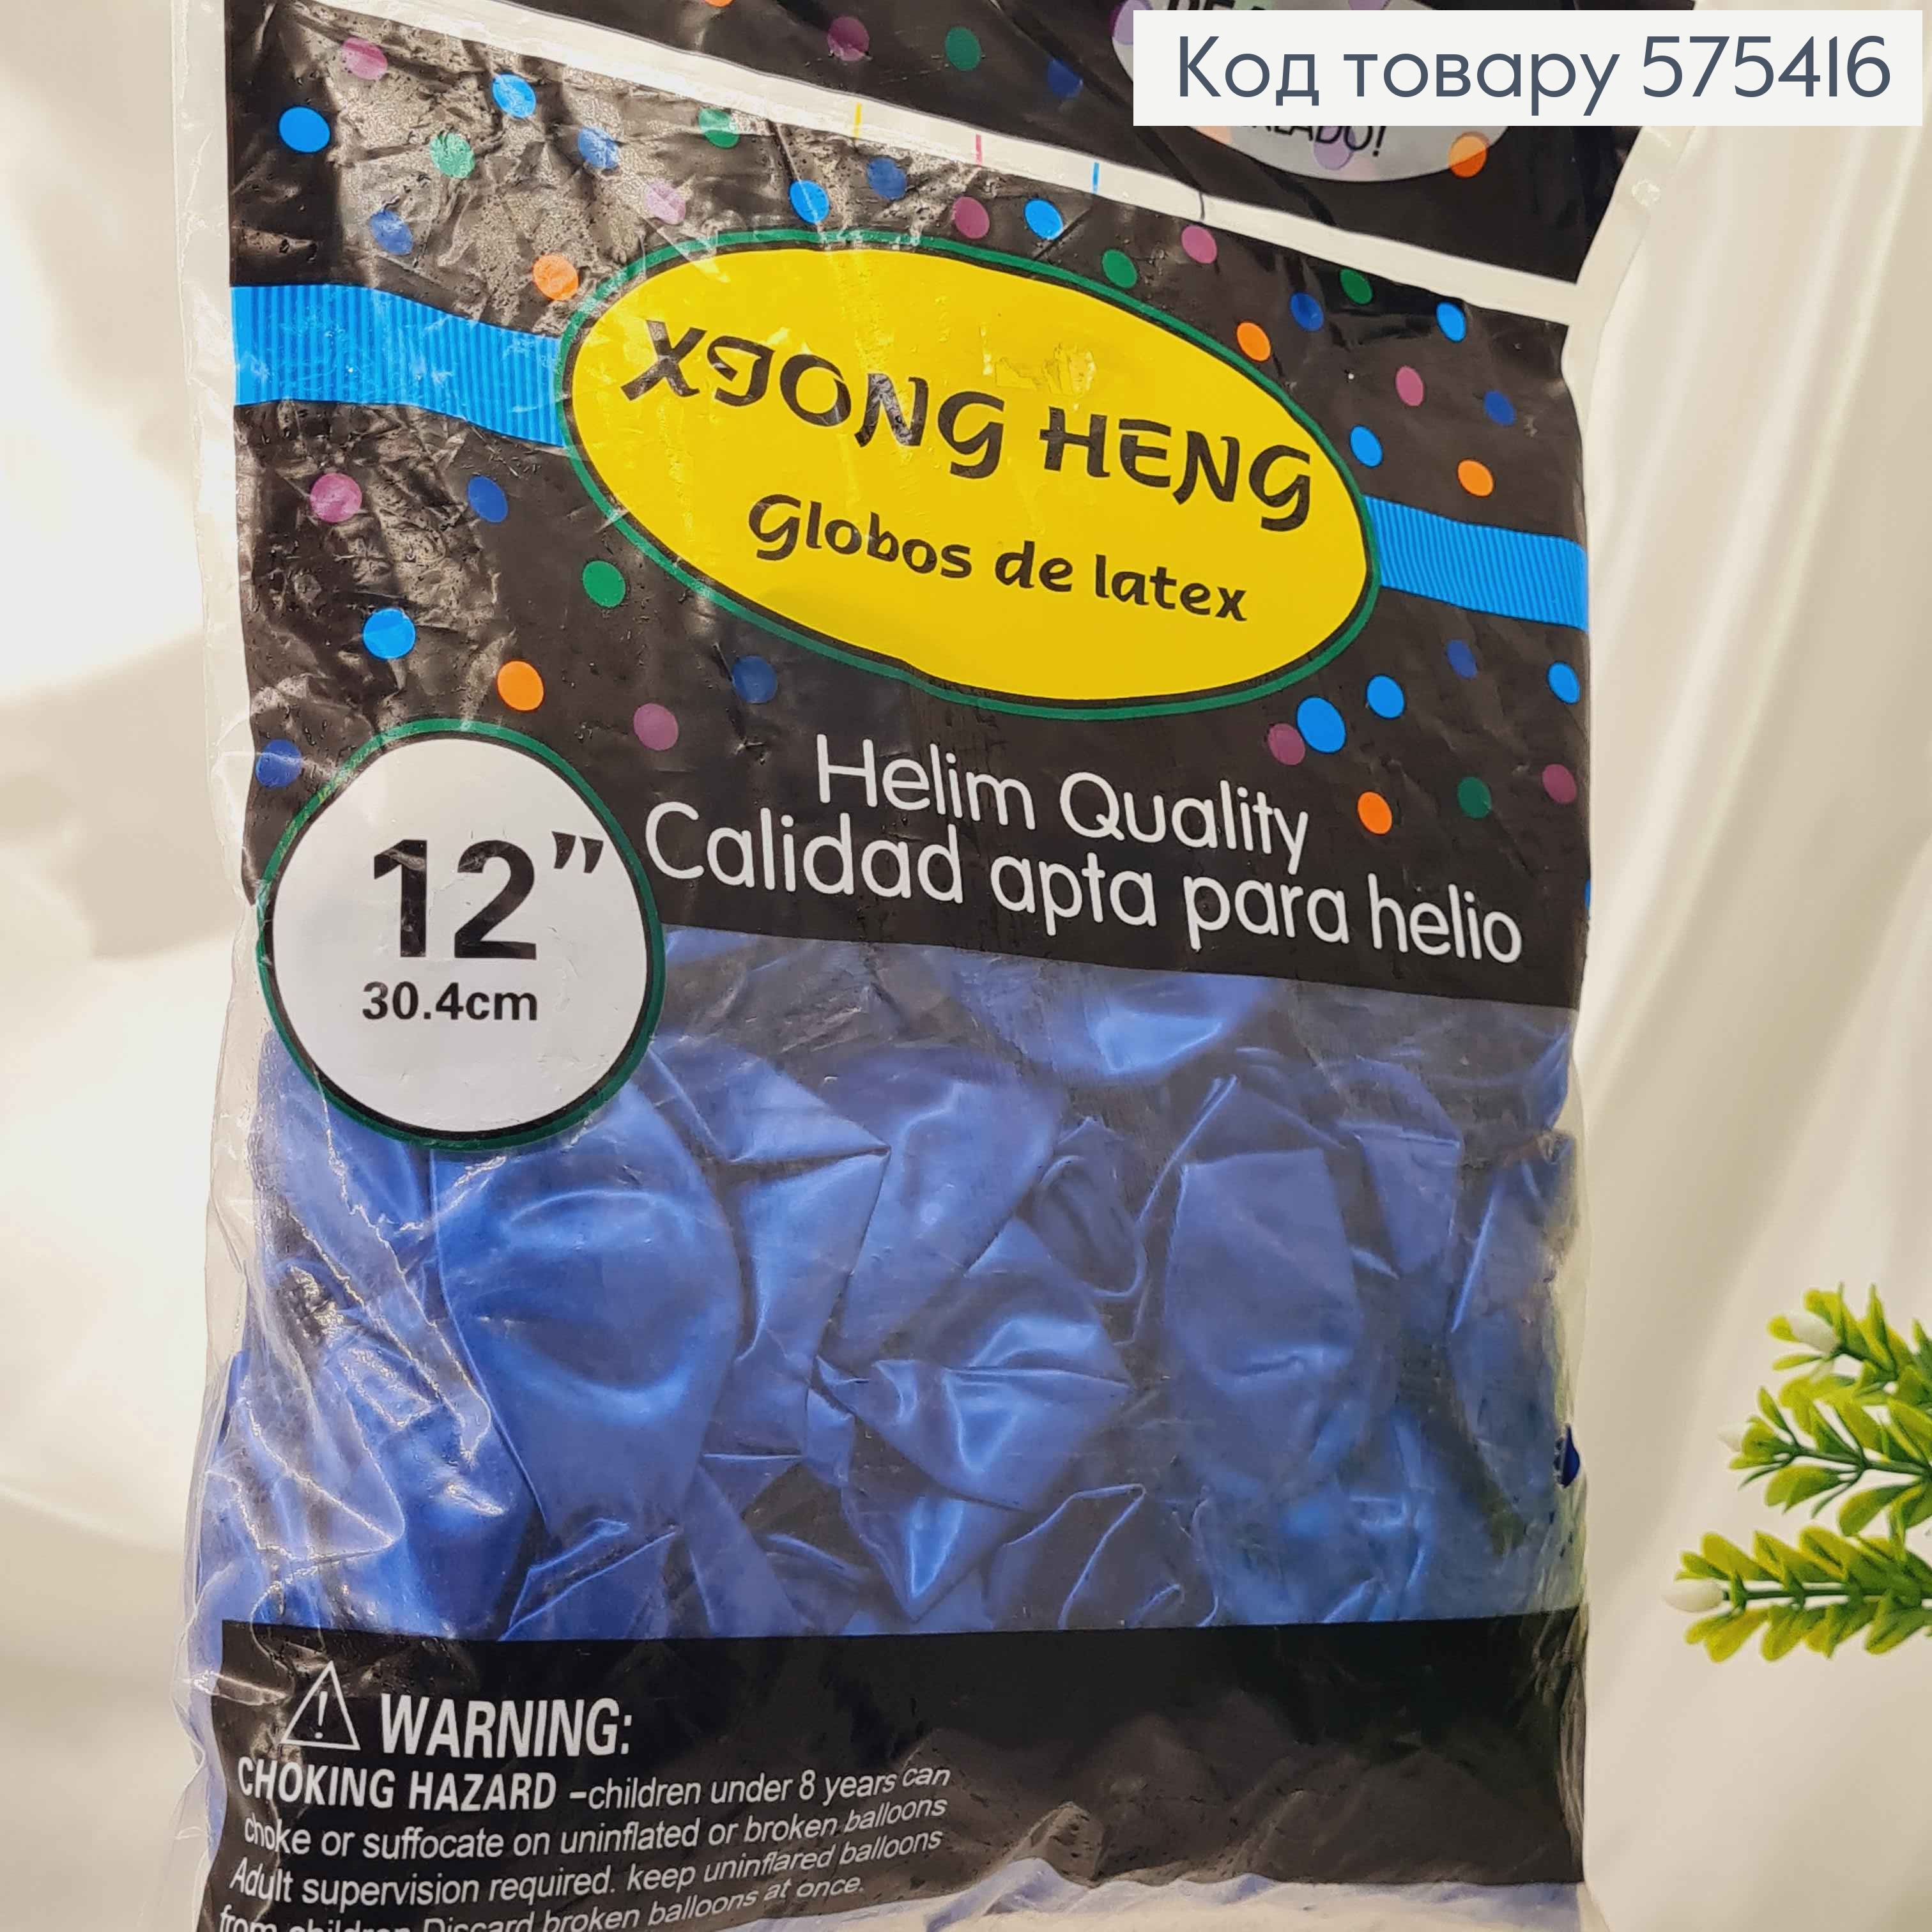 Код товару 575416
XIONG HENG
Globos de latex
Helim Quality
Calidad apta para helio
12”
30.4cm
WARNING:
CHOKING HAZARD –children under 8 years can
choke or suffocate on uninflated or broken balloons
Adult supervision required. keep uninflared balloons
from children Discard broken balloons at once.